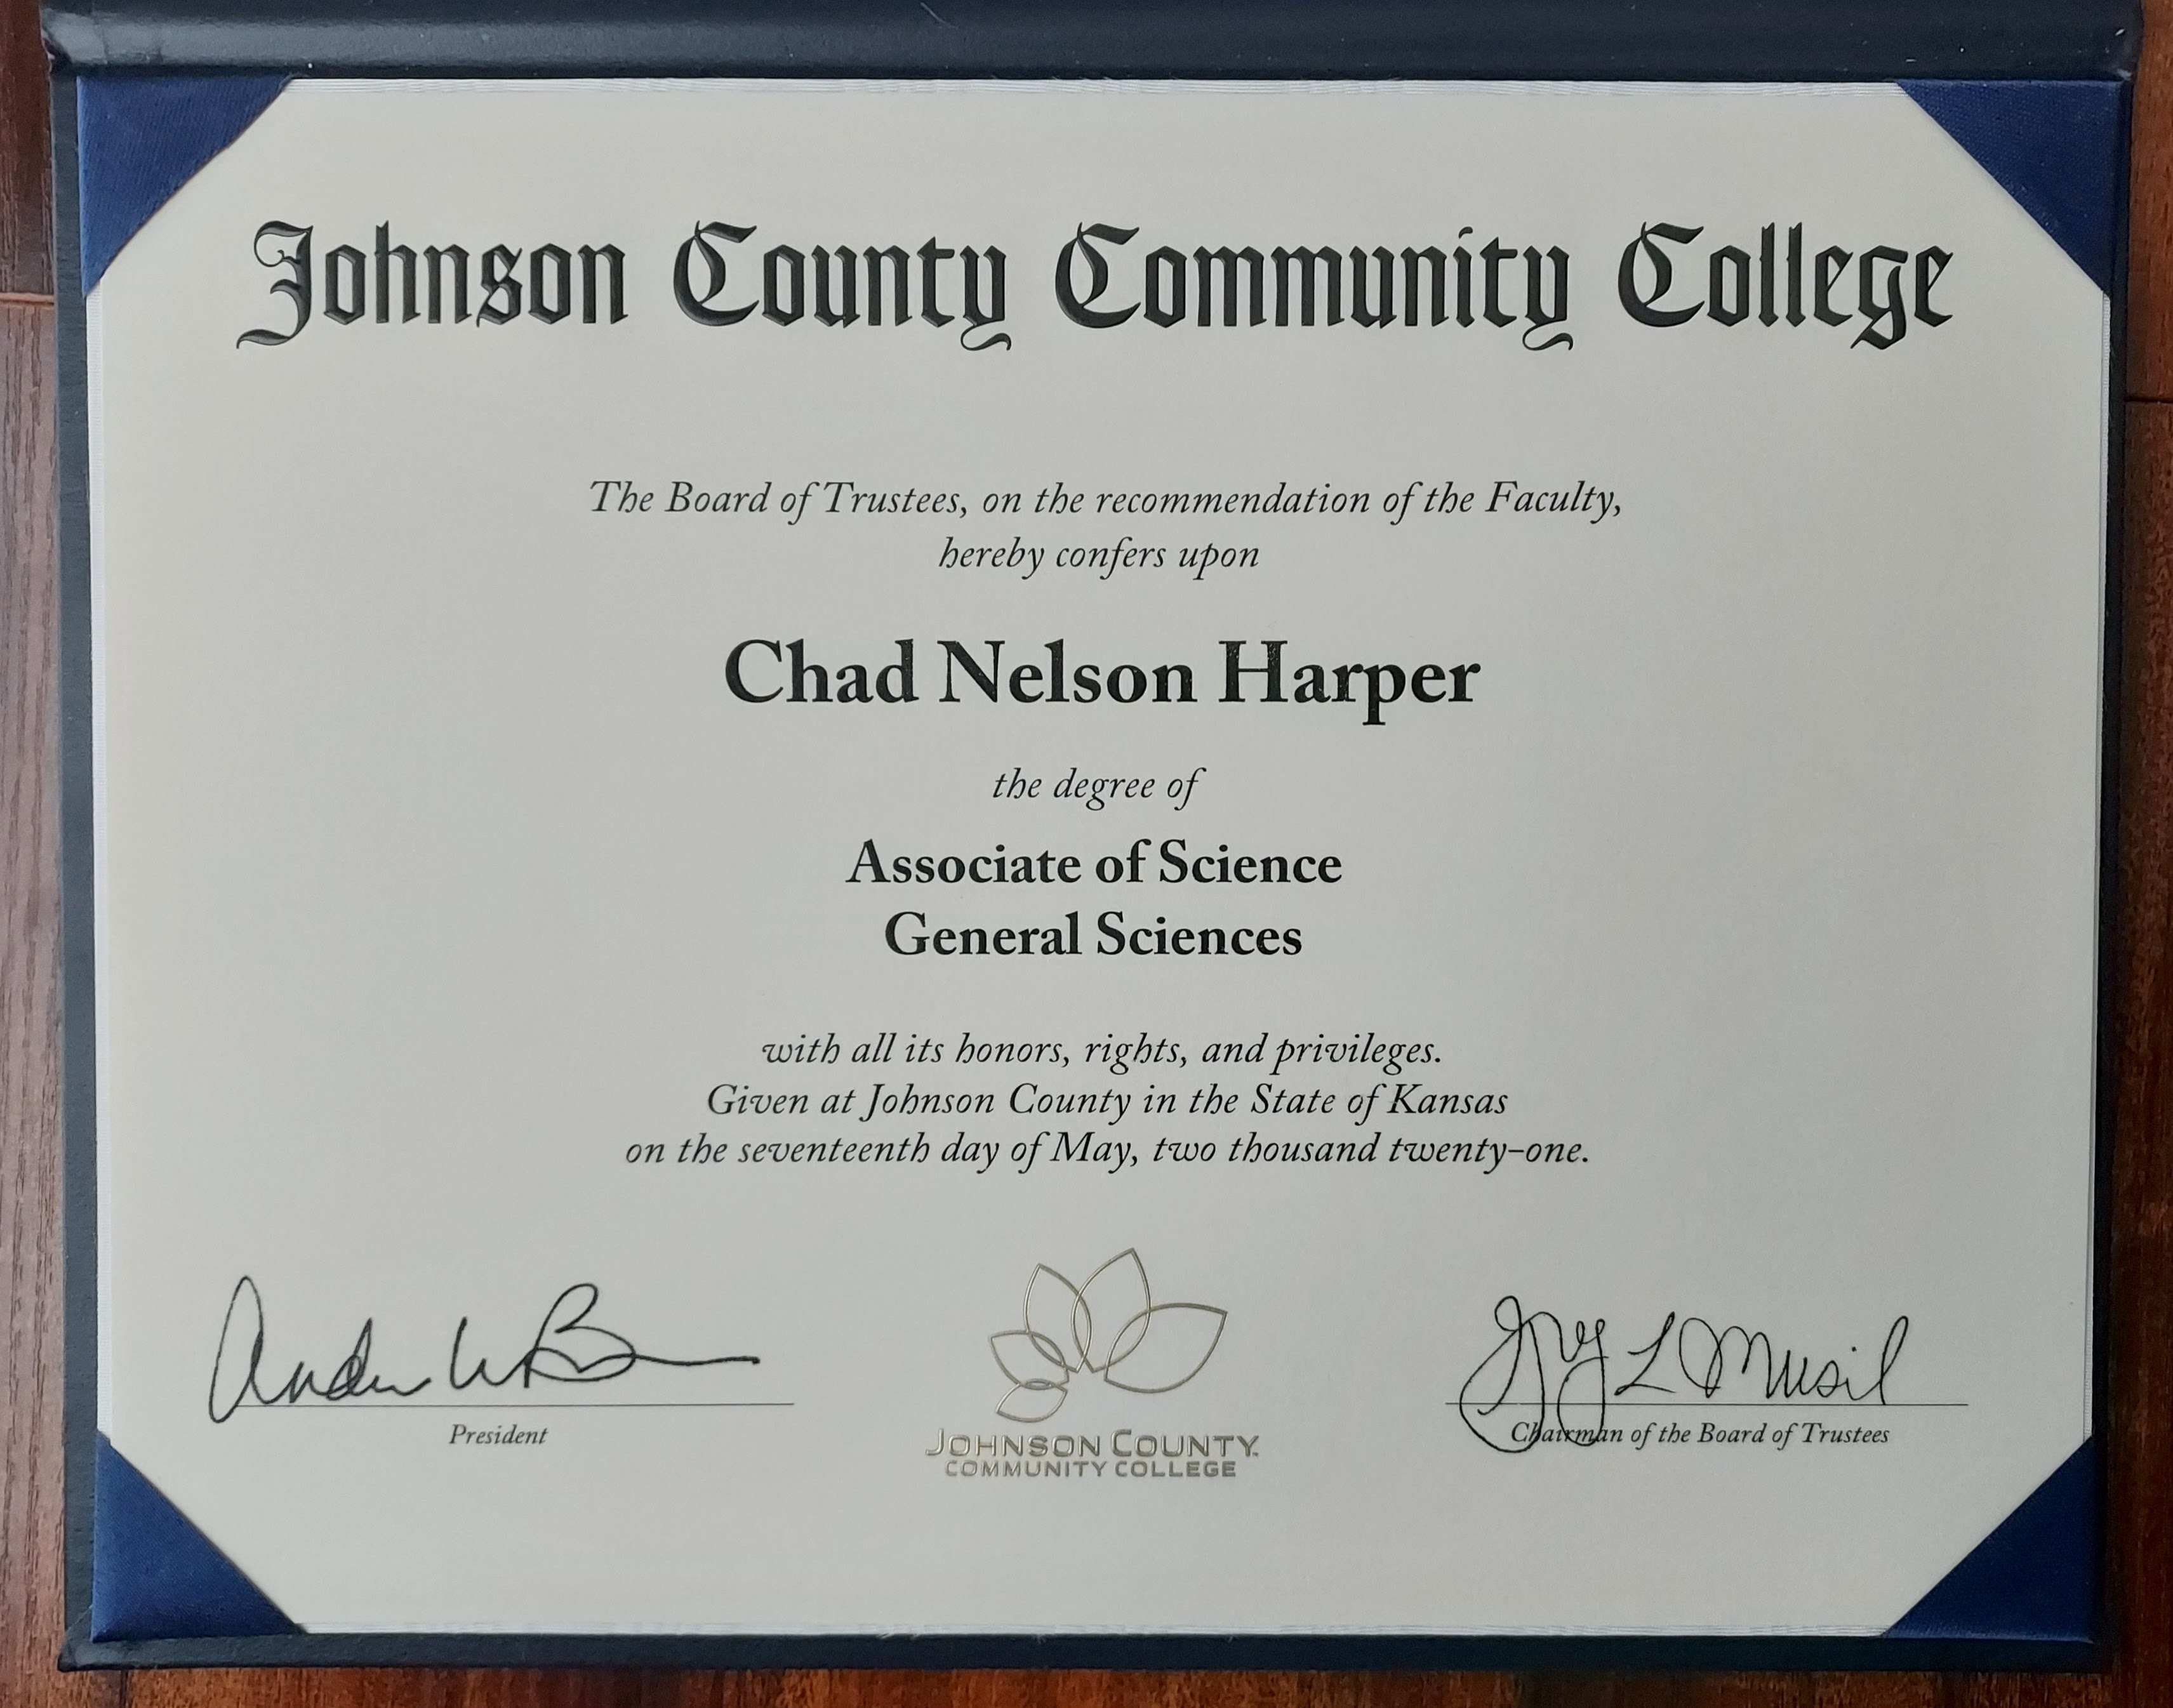 Johnson County Community College
The Board of Trustees, on the recommendation of the Faculty,
hereby confers upon
Chad Nelson Harper
the degree of
Associate of Science
General Sciences
with all its honors, rights, and privileges.
Given at Johnson County in the State of Kansas
on the seventeenth day of May, two thousand twenty-one.
L Musil
President
Chairman of the Board of Trustees
JOHNSON COUNTY
COMMUNITY COLLEGE